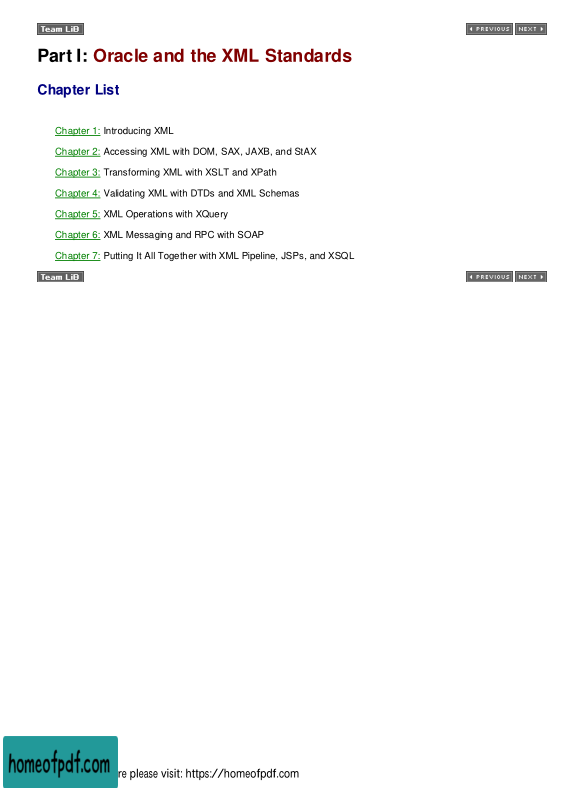 Team LiB
PREVIOUS NEXT
Part I: Oracle and the XML Standards
Chapter List
Chapter 1: Introducing XML
Chapter 2: Accessing XML with DOM, SAX, JAXB, and StAX
Chapter 3: Transforming XML with XSLT and XPath
Chapter 4: Validating XML with DTDs and XML Schemas
Chapter 5: XML Operations with XQuery
Chapter 6: XML Messaging and RPC with SOAP
Chapter 7: Putting It All Together with XML Pipeline, JSPs, and XSQL
Team LiB
PREVIOUS NEXT
homeofpdf.com
re please visit: https://homeofpdf.com